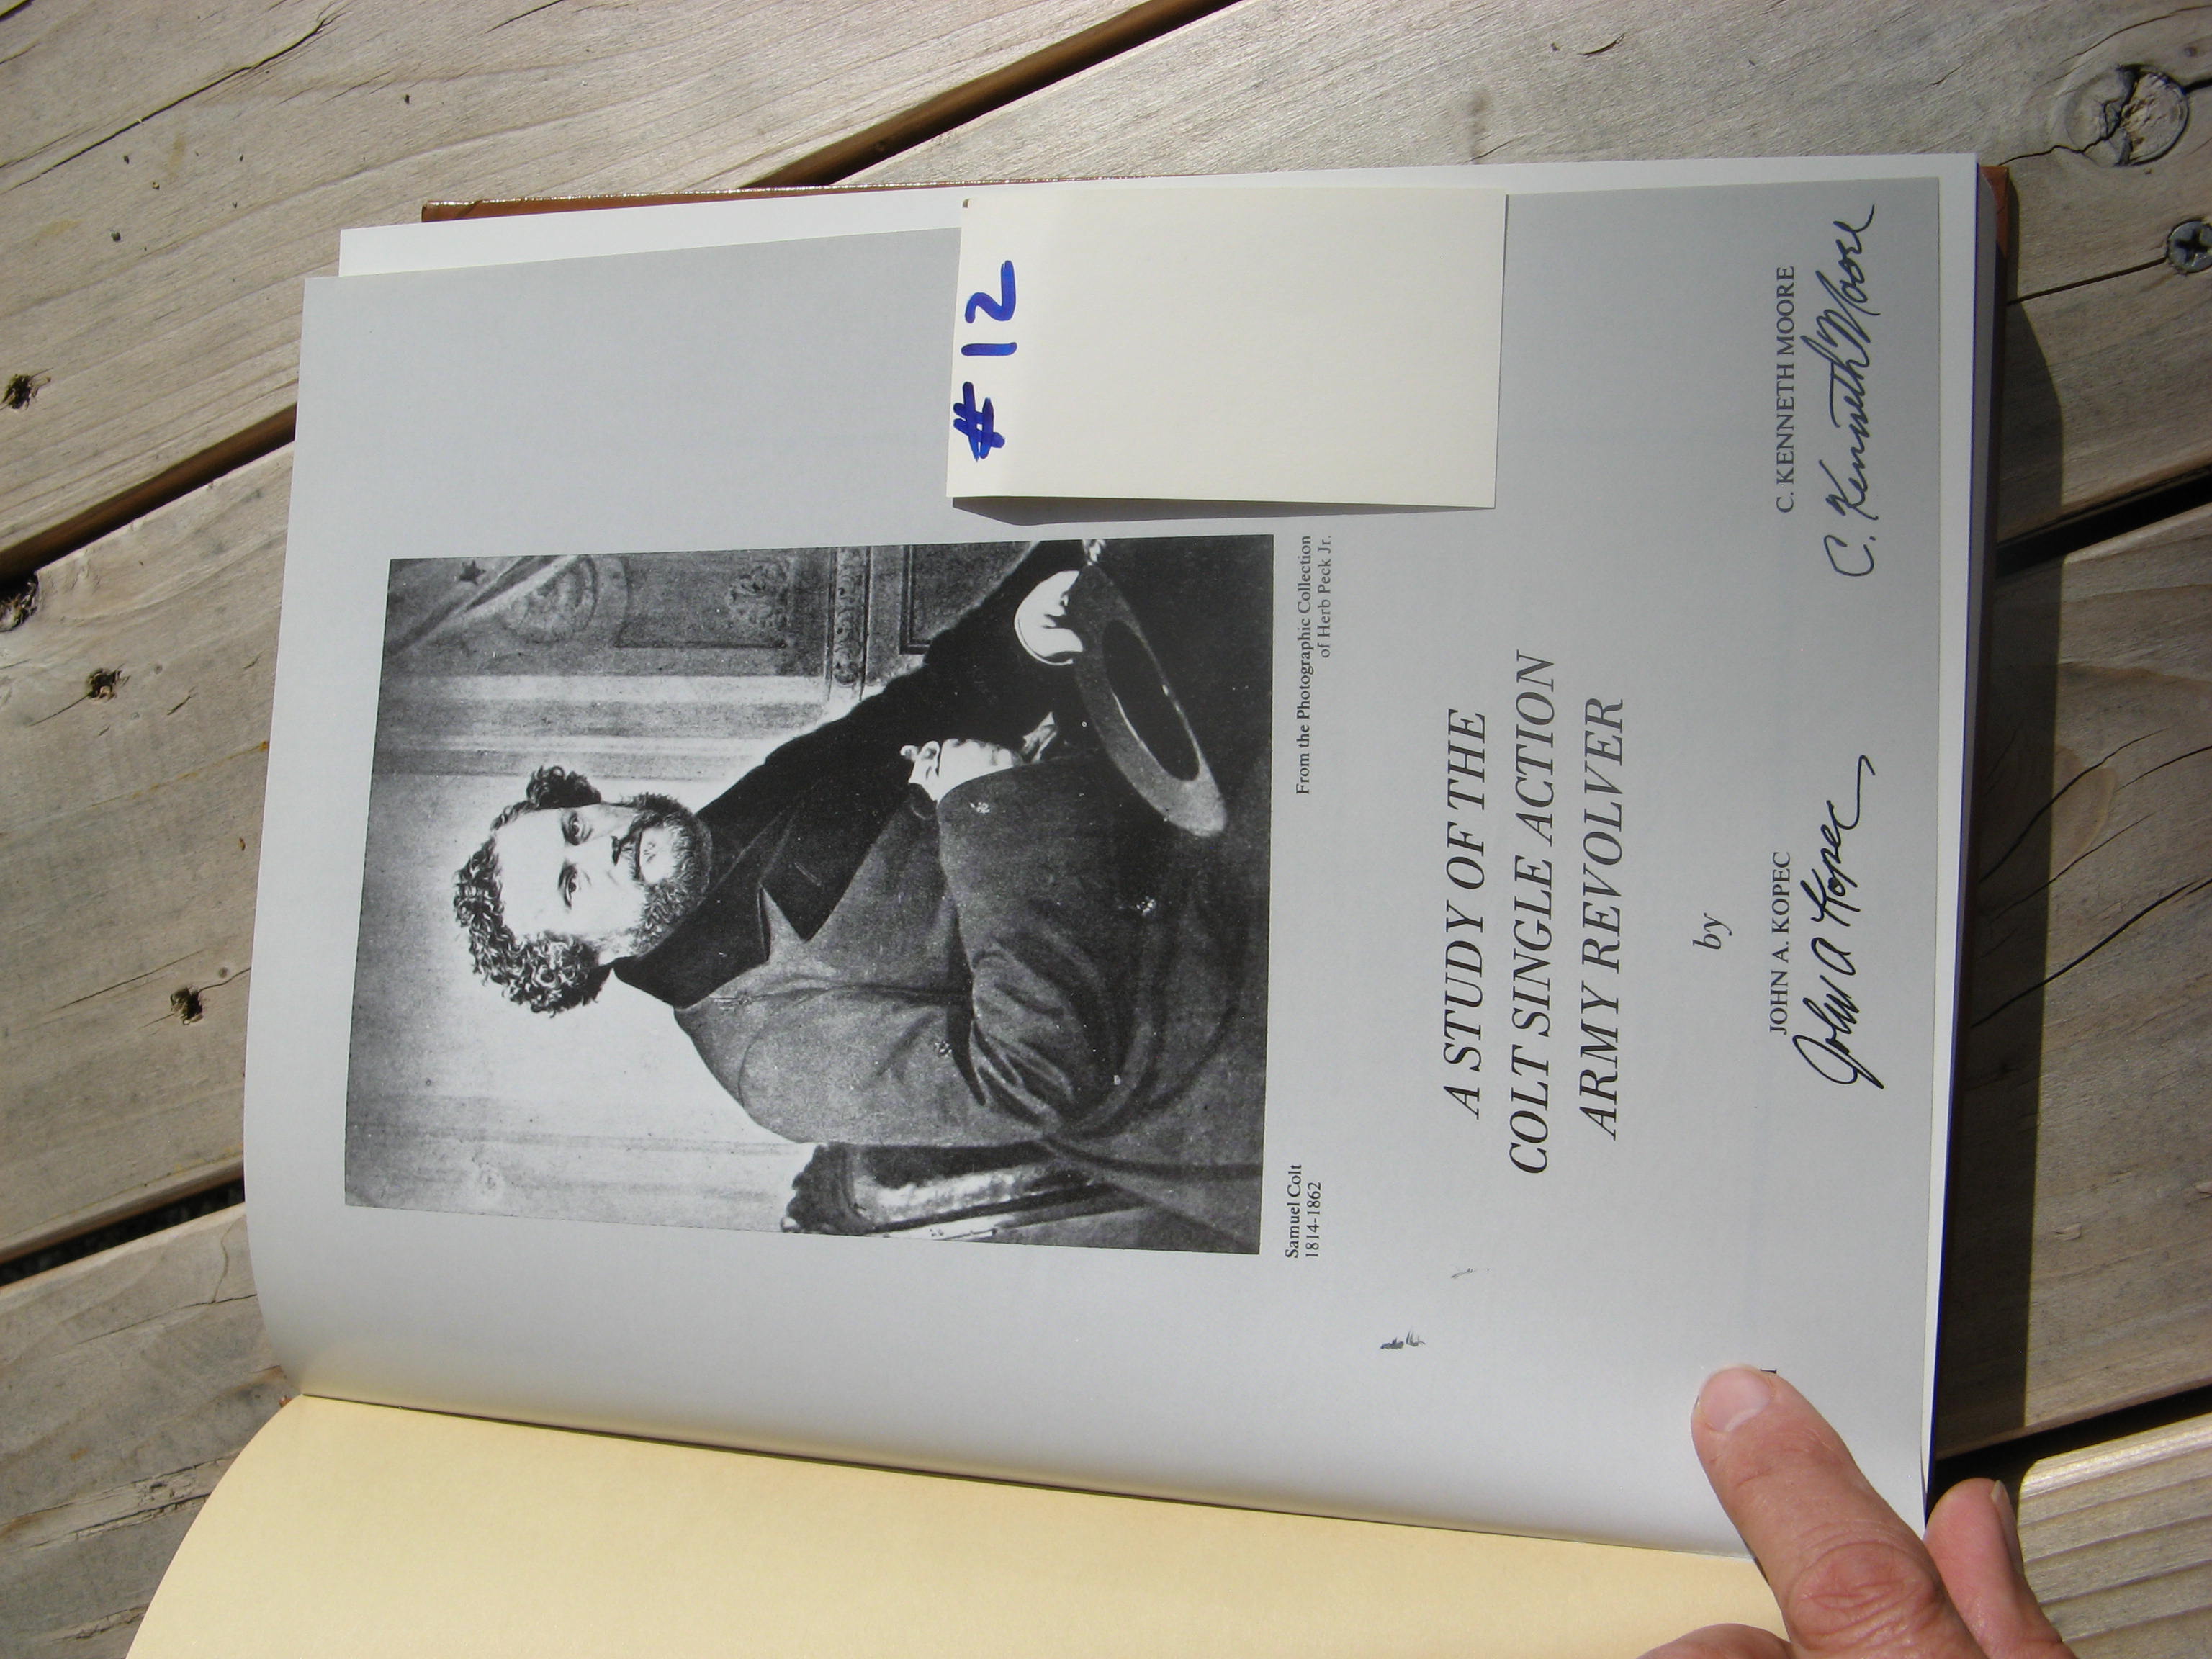 #12
Samuel Colt
1814-1862
From the Photographic Collection
of Herb Peck Jr.
A STUDY OF THE
COLT SINGLE ACTION
ARMY REVOLVER
by
JOHN A. KOPEC
C. KENNETH MOORE
John A Kopec
C. Kenneth Moore